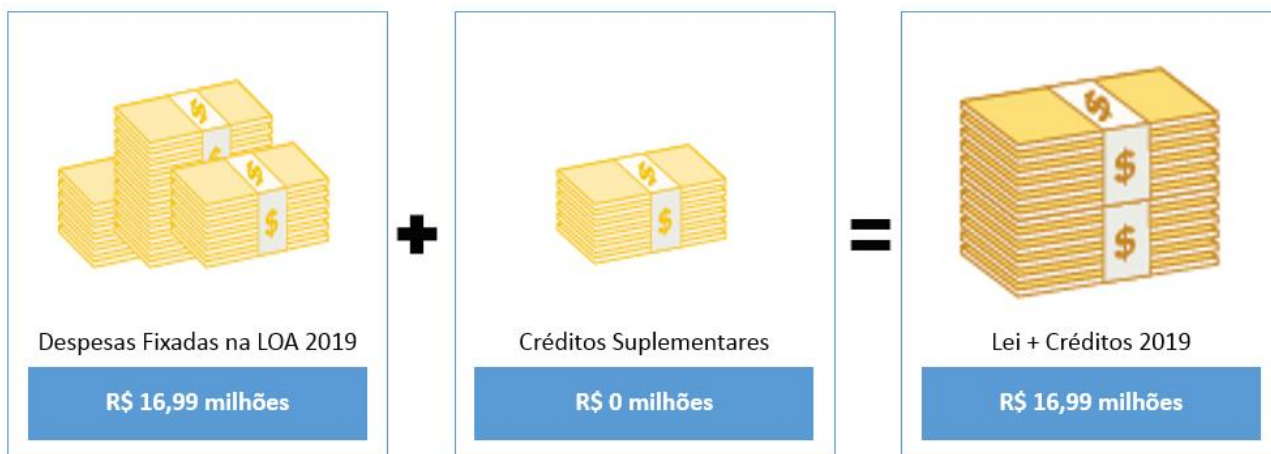 $
$
$
$
$
$
+
=
$
$
$
Despesas Fixadas na LOA 2019
Créditos Suplementares
Lei + Créditos 2019
R$ 16,99 milhões
R$ 0 milhões
R$ 16,99 milhões